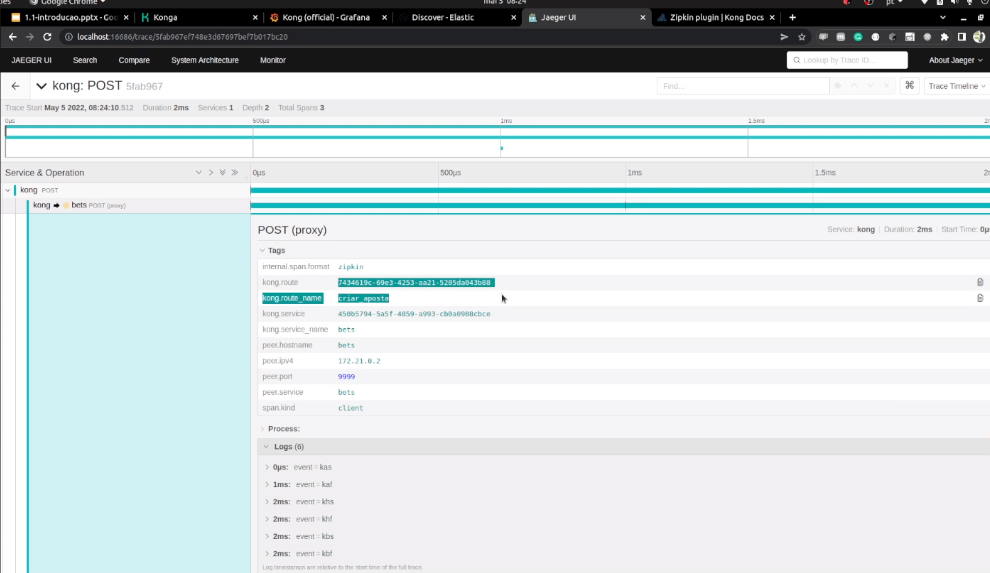 Google Chrome
mai 5 08:24
pt
1.1-introducao.pptx - Goo
Konga
Kong (official) - Grafana
Discover - Elastic
Jaeger UI
Zipkin plugin | Kong Docs
localhost:16686/trace/5fab967ef748e3d67697bef7b017bc20
JAEGER UI
Search
Compare
System Architecture
Monitor
Lookup by Trace ID...
About Jaeger
kong: POST 5fab967
Find...
Trace Timeline
Trace Start May 5 2022, 08:24:10.512 Duration 2ms Services 1 Depth 2 Total Spans 3
0µs 500µs 1ms 1.5ms
Service & Operation
0µs 500µs 1ms 1.5ms
kong POST
kong bets POST (proxy)
POST (proxy)
Service: kong | Duration: 2ms | Start Time: 0µ
Tags
internal.span.format zipkin
kong.route 7434619c-69e3-4253-aa21-5205da043b88
kong.route_name criar_aposta
kong.service 450b5794-5a5f-4059-a993-cb0a0908cbce
kong.service_name bets
peer.hostname bets
peer.ipv4 172.21.0.2
peer.port 9999
peer.service bets
span.kind client
Process:
Logs (6)
0µs: event = kas
1ms: event = kaf
2ms: event = khs
2ms: event = khf
2ms: event = kbs
2ms: event = kbf
Log timestamps are relative to the start time of the full trace.